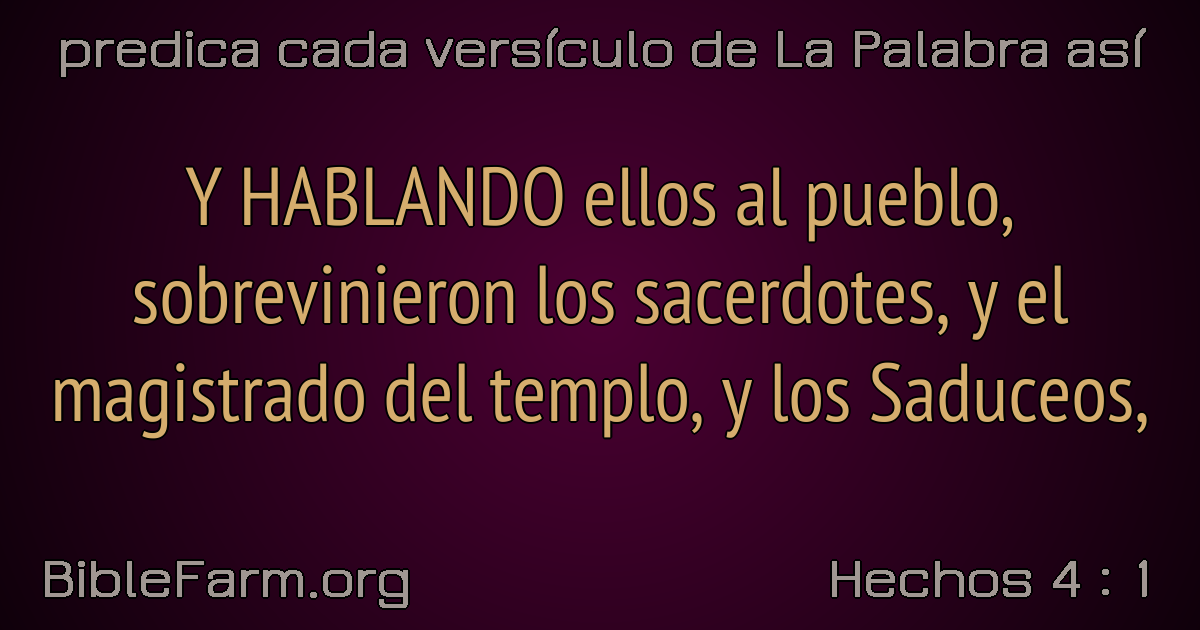 predica cada versículo de La Palabra así
Y HABLANDO ellos al pueblo,
sobrevinieron los sacerdotes, y el
magistrado del templo, y los Saduceos,
BibleFarm.org
Hechos 4 : 1